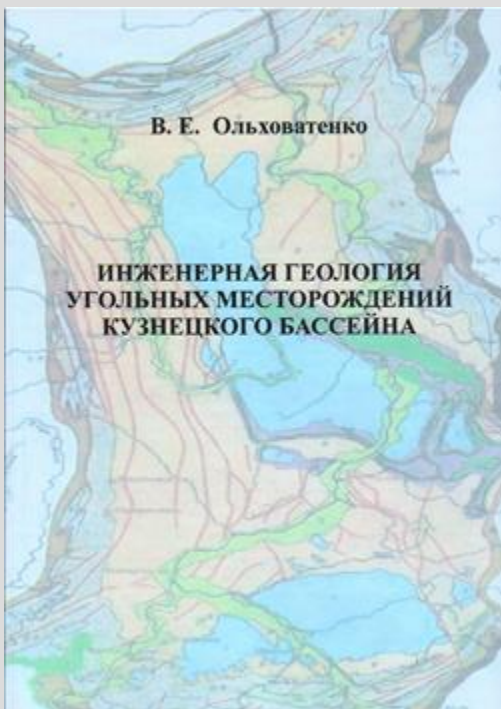 В. Е. Ольховатенко
ИНЖЕНЕРНАЯ ГЕОЛОГИЯ
УГОЛЬНЫХ МЕСТОРОЖДЕНИЙ
КУЗНЕЦКОГО БАССЕЙНА